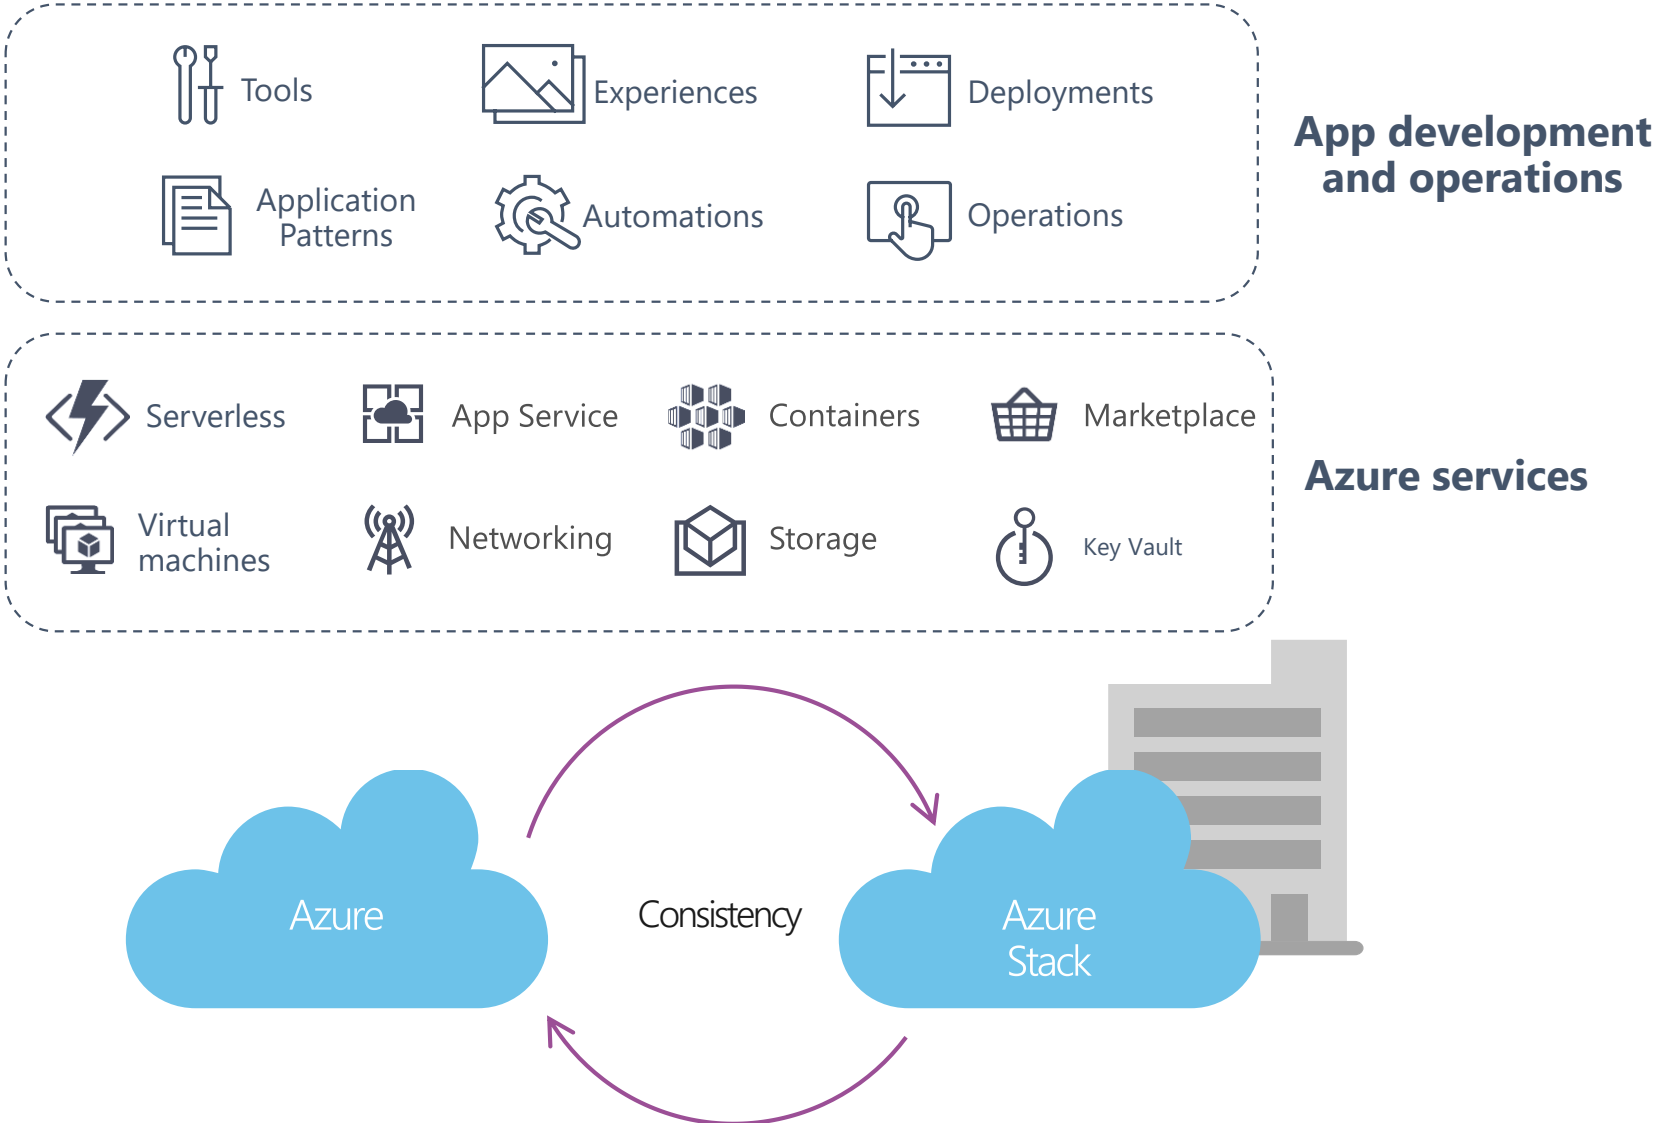 Tools
Experiences
Deployments
App development
and operations
Application
Patterns
Automations
Operations
Serverless
App Service
Containers
Marketplace
Azure services
Virtual
machines
Networking
Storage
Key Vault
Azure
Consistency
Azure
Stack